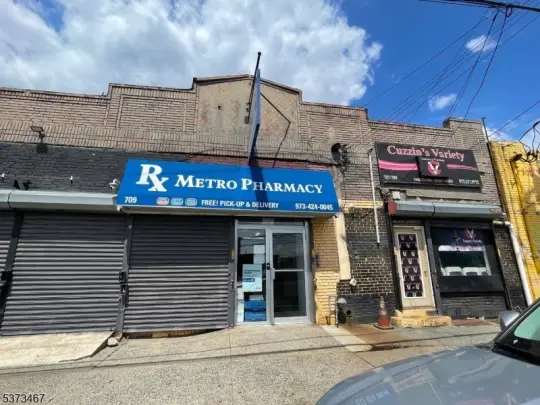 Rx METRO PHARMACY
709 FREE! PICK-UP & DELIVERY 973-424-0045
Cuzzin's Variety
5373467